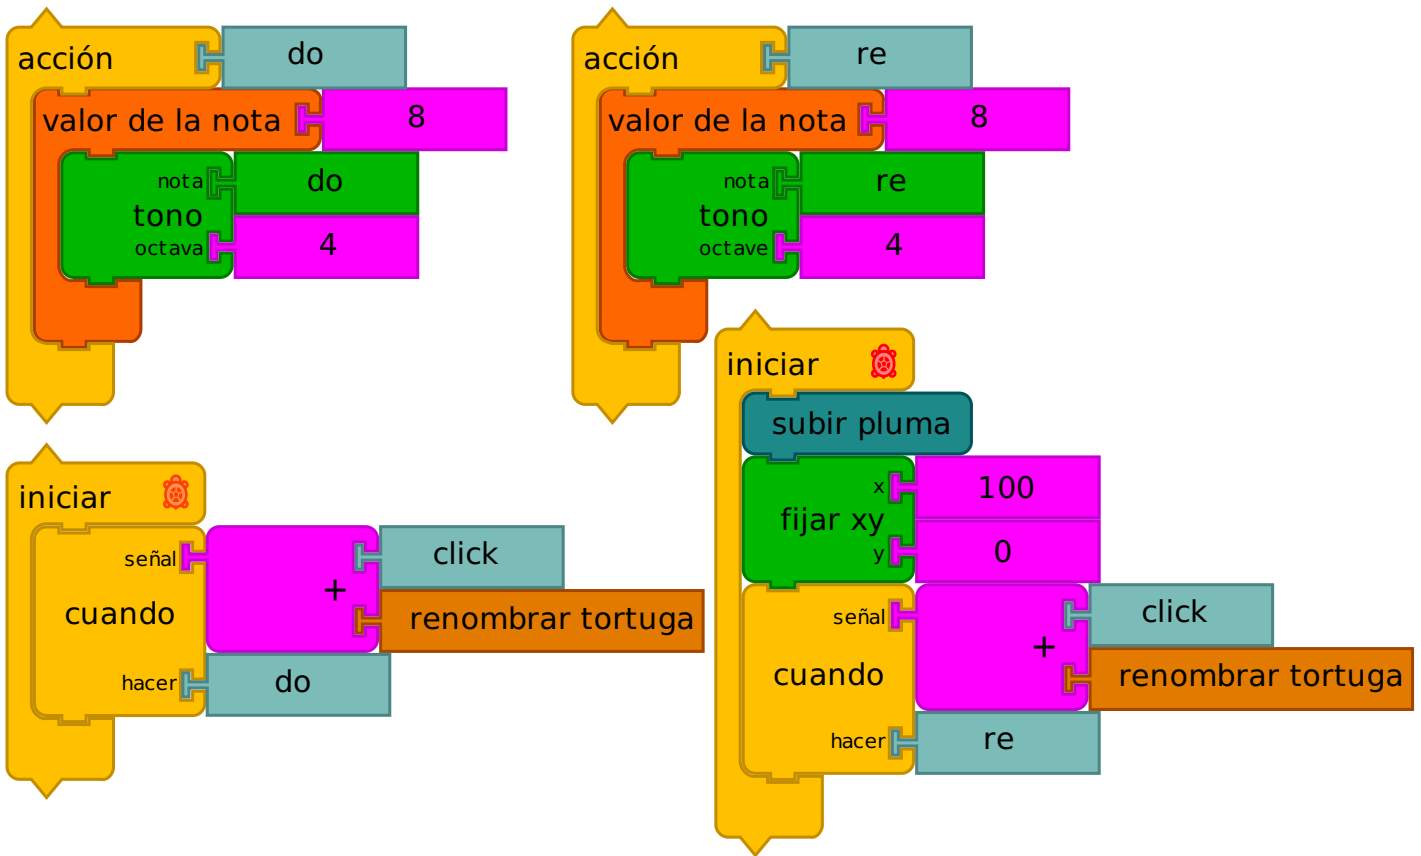 acción do
valor de la nota 8
nota do
tono
octava 4
acción re
valor de la nota 8
nota re
tono
octave 4
iniciar
señal click
+
cuando renombrar tortuga
hacer do
iniciar
subir pluma
x 100
fijar xy
y 0
señal click
+
cuando renombrar tortuga
hacer re